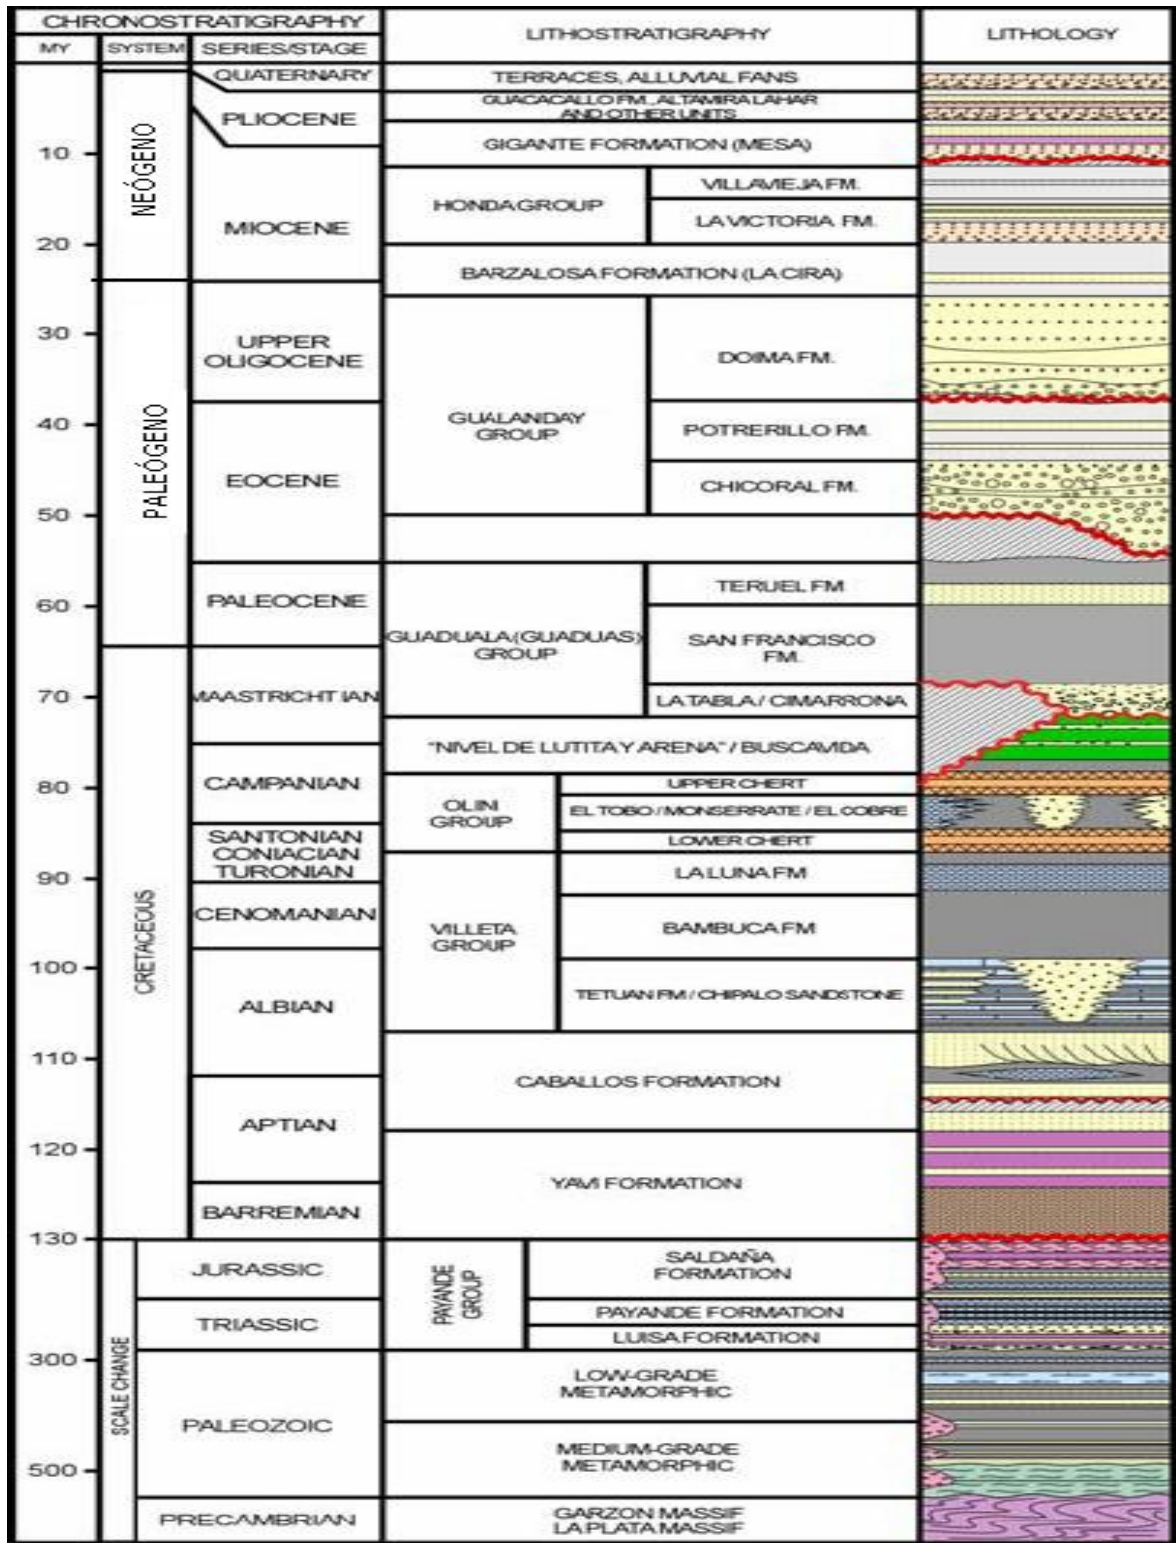 CHRONOSTRATIGRAPHY
LITHOSTRATIGRAPHY
LITHOLOGY
MY
SYSTEM
SERIES/STAGE
QUATERNARY
TERRACES, ALLUVIAL FANS
PLIOCENE
GUACACALLO FM., ALTAMIRA LAHAR
AND OTHER UNITS
10
NEÓGENO
GIGANTE FORMATION (MESA)
MIOCENE
HONDA GROUP
VILLAVIEJA FM.
LA VICTORIA FM.
20
BARZALOSA FORMATION (LA CIRA)
30
PALEÓGENO
UPPER
OLIGOCENE
GUALANDAY
GROUP
DOIMA FM.
40
POTRERILLO FM.
EOCENE
CHICORAL FM.
50
PALEOCENE
GUADUALA (GUADUAS)
GROUP
TERUEL FM
60
SAN FRANCISCO
FM.
70
CRETACEOUS
MAASTRICHTIAN
LA TABLA / CIMARRONA
"NIVEL DE LUTITA Y ARENA" / BUSCAVIDA
80
CAMPANIAN
OLINI
GROUP
UPPER CHERT
EL TOBO / MONSERRATE / EL COBRE
SANTONIAN
CONIACIAN
TURONIAN
LOWER CHERT
90
VILLETA
GROUP
LA LUNA FM
CENOMANIAN
BAMBUCA FM
100
ALBIAN
TETUAN FM / CHIPALO SANDSTONE
110
CABALLOS FORMATION
APTIAN
120
YAVI FORMATION
BARREMIAN
130
SCALE CHANGE
JURASSIC
PAYANDE
GROUP
SALDAÑA
FORMATION
TRIASSIC
PAYANDE FORMATION
LUISA FORMATION
300
PALEOZOIC
LOW-GRADE
METAMORPHIC
MEDIUM-GRADE
METAMORPHIC
500
PRECAMBRIAN
GARZON MASSIF
LA PLATA MASSIF